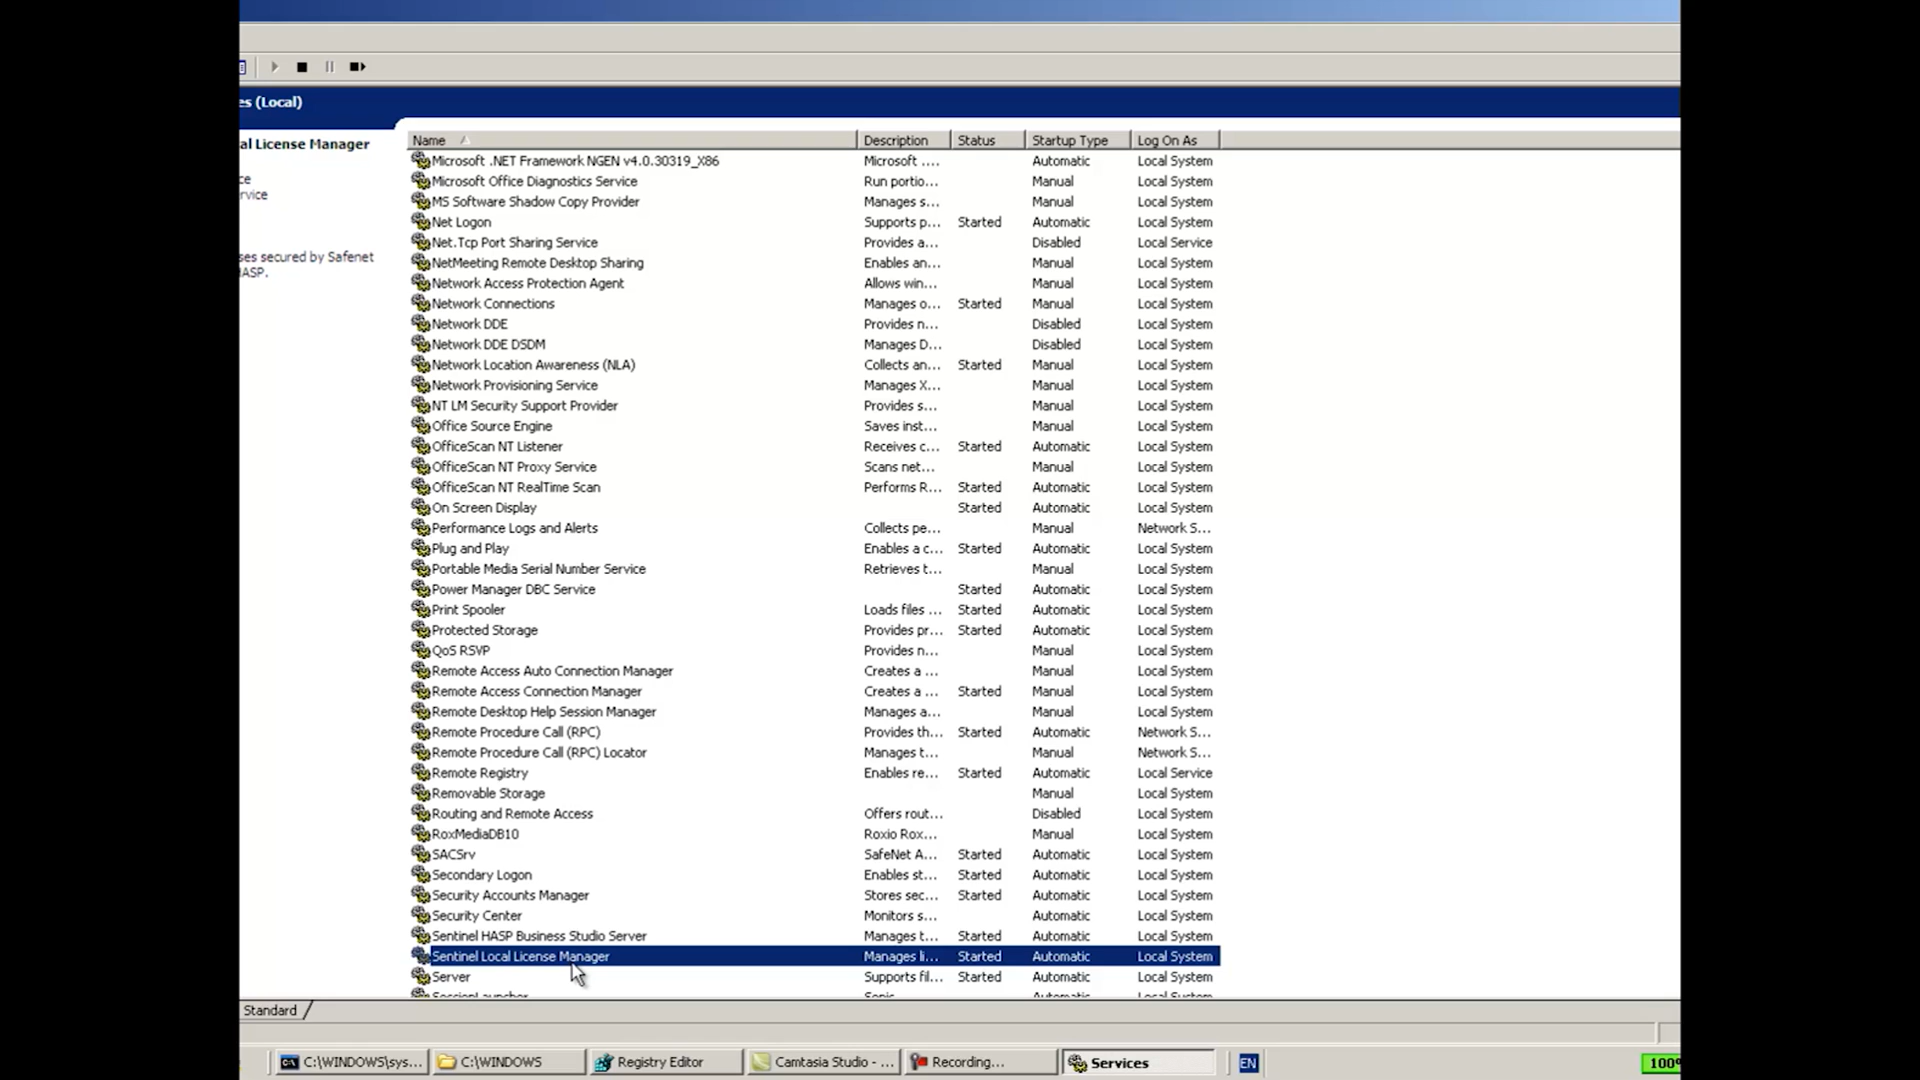 es (Local)
al License Manager
ce
rvice
ses secured by Safenet
HASP.
Name Description Status Startup Type Log On As
Microsoft .NET Framework NGEN v4.0.30319_X86 Microsoft .... Automatic Local System
Microsoft Office Diagnostics Service Run portio... Manual Local System
MS Software Shadow Copy Provider Manages s... Manual Local System
Net Logon Supports p... Started Automatic Local System
Net.Tcp Port Sharing Service Provides a... Disabled Local Service
NetMeeting Remote Desktop Sharing Enables an... Manual Local System
Network Access Protection Agent Allows win... Manual Local System
Network Connections Manages o... Started Manual Local System
Network DDE Provides n... Disabled Local System
Network DDE DSDM Manages D... Disabled Local System
Network Location Awareness (NLA) Collects an... Started Manual Local System
Network Provisioning Service Manages X... Manual Local System
NT LM Security Support Provider Provides s... Manual Local System
Office Source Engine Saves inst... Manual Local System
OfficeScan NT Listener Receives c... Started Automatic Local System
OfficeScan NT Proxy Service Scans net... Manual Local System
OfficeScan NT RealTime Scan Performs R... Started Automatic Local System
On Screen Display Started Automatic Local System
Performance Logs and Alerts Collects pe... Manual Network S...
Plug and Play Enables a c... Started Automatic Local System
Portable Media Serial Number Service Retrieves t... Manual Local System
Power Manager DBC Service Started Automatic Local System
Print Spooler Loads files ... Started Automatic Local System
Protected Storage Provides pr... Started Automatic Local System
QoS RSVP Provides n... Manual Local System
Remote Access Auto Connection Manager Creates a ... Manual Local System
Remote Access Connection Manager Creates a ... Started Manual Local System
Remote Desktop Help Session Manager Manages a... Manual Local System
Remote Procedure Call (RPC) Provides th... Started Automatic Network S...
Remote Procedure Call (RPC) Locator Manages t... Manual Network S...
Remote Registry Enables re... Started Automatic Local Service
Removable Storage Manual Local System
Routing and Remote Access Offers rout... Disabled Local System
RoxMediaDB10 Roxio Rox... Manual Local System
SACSrv SafeNet A... Started Automatic Local System
Secondary Logon Enables st... Started Automatic Local System
Security Accounts Manager Stores sec... Started Automatic Local System
Security Center Monitors s... Automatic Local System
Sentinel HASP Business Studio Server Manages t... Started Automatic Local System
Sentinel Local License Manager Manages li... Started Automatic Local System
Server Supports fil... Started Automatic Local System
SessionLauncher Sonic Automatic Local System
Standard
C:\WINDOWS\sys... C:\WINDOWS Registry Editor Camtasia Studio - ... Recording... Services EN 100%